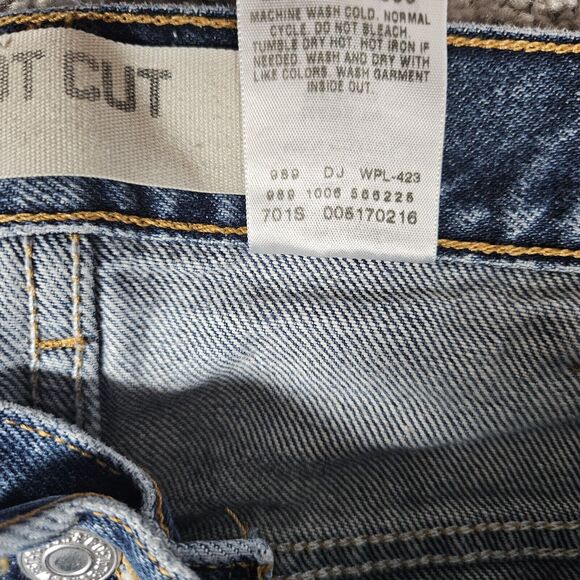 OT CUT
MACHINE WASH COLD. NORMAL
CYCLE. DO NOT BLEACH.
TUMBLE DRY HOT. HOT IRON IF
NEEDED. WASH AND DRY WITH
LIKE COLORS. WASH GARMENT
INSIDE OUT.
989 DJ WPL-423
989 1006 566225
701S 005170216